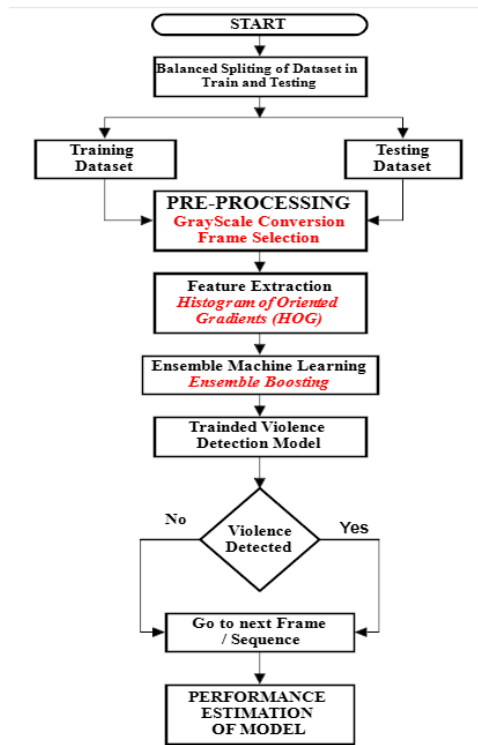 START
Balanced Spliting of Dataset in
Train and Testing
Training
Dataset
Testing
Dataset
PRE-PROCESSING
GrayScale Conversion
Frame Selection
Feature Extraction
Histogram of Oriented
Gradients (HOG)
Ensemble Machine Learning
Ensemble Boosting
Trainded Violence
Detection Model
No
Violence
Detected
Yes
Go to next Frame
/ Sequence
PERFORMANCE
ESTIMATION
OF MODEL